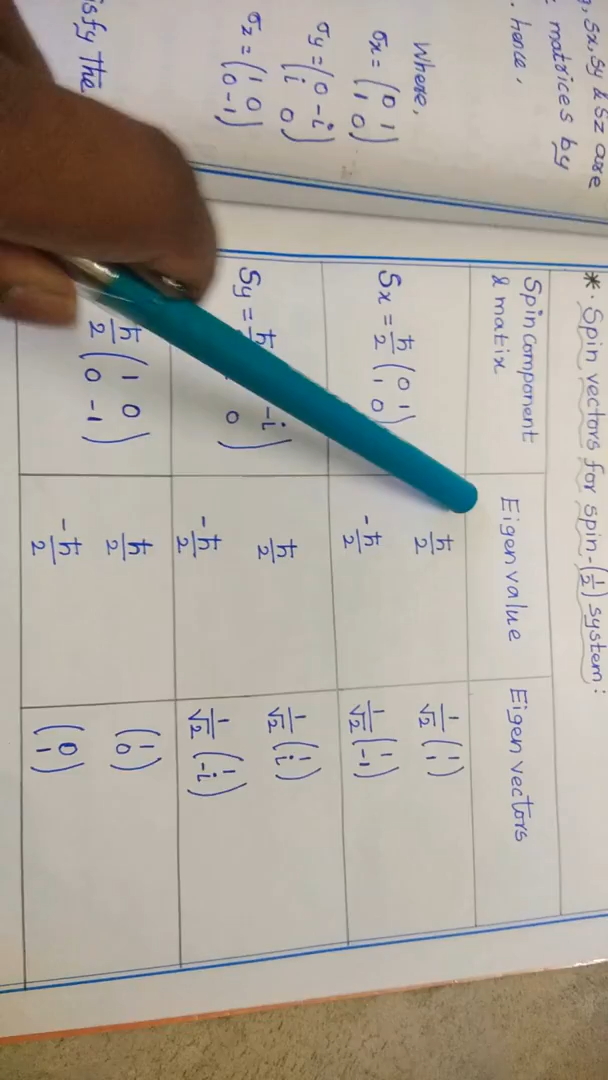 g, Sx, Sy & Sz are
matrices by
. hence,
Where,
σx = (0 1
1 0)
σy = (0 -i
i 0)
σz = (1 0
0 -1)
isfy The
*. Spin vectors for spin-(1/2) system:
Spin component & matix | Eigen value | Eigen vectors
Sx = ħ/2 (0 1
1 0) | ħ/2 | 1/√2 (1
1)
-ħ/2 | 1/√2 (1
-1)
Sy = ħ -i
0) | ħ/2 | 1/√2 (1
i)
-ħ/2 | 1/√2 (1
-i)
ħ/2 (1 0
0 -1) | ħ/2 | (1
0)
-ħ/2 | (0
1)